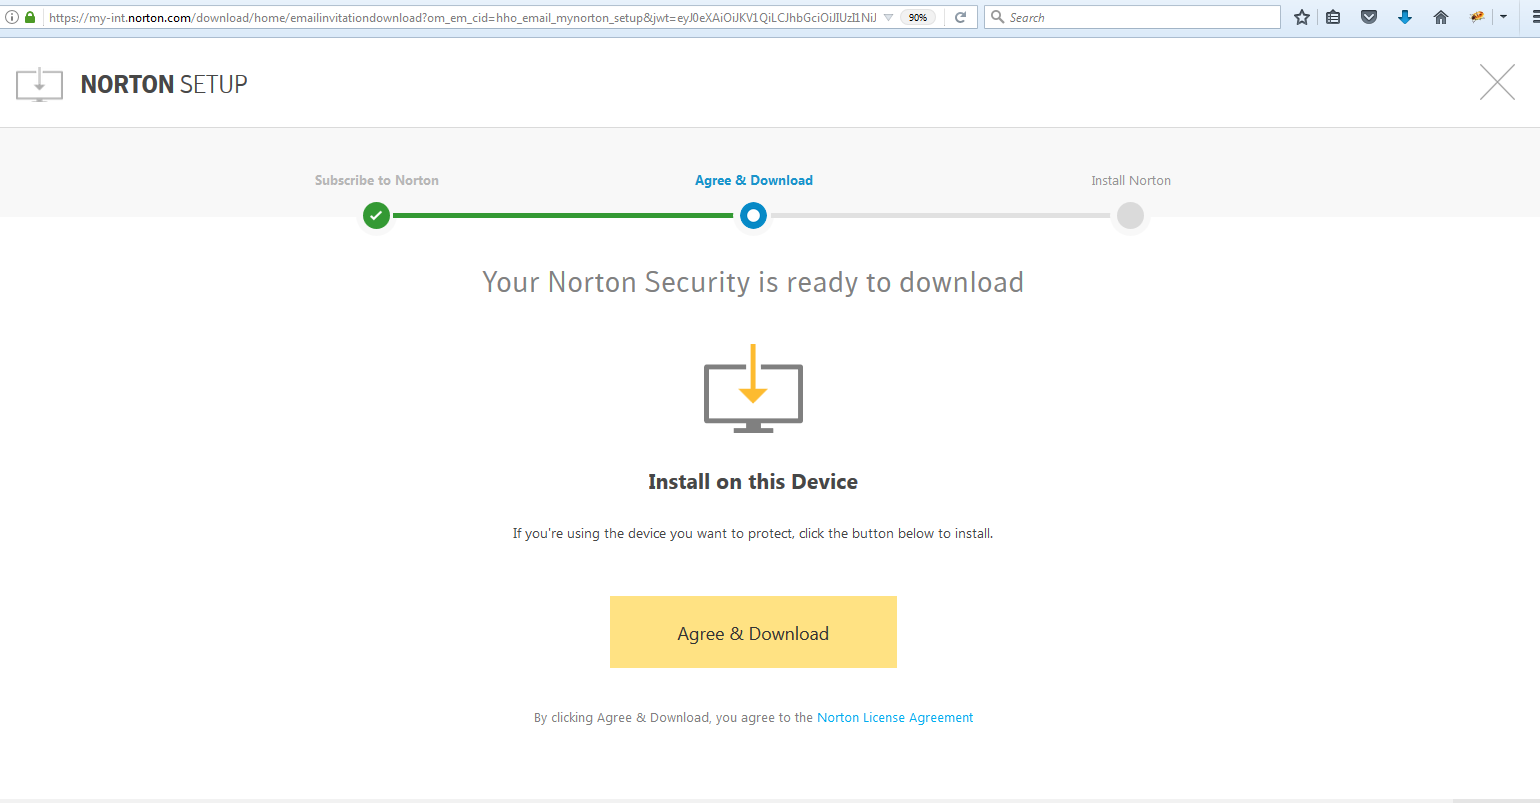 https://my-int.norton.com/download/home/emailinvitationdownload?om_em_cid=hho_email_mynorton_setup&jwt=eyJ0eXAiOiJKV1QiLCJhbGciOiJIUzI1NiJ
90%
Search
NORTON SETUP
Subscribe to Norton
Agree & Download
Install Norton
Your Norton Security is ready to download
Install on this Device
If you're using the device you want to protect, click the button below to install.
Agree & Download
By clicking Agree & Download, you agree to the Norton License Agreement